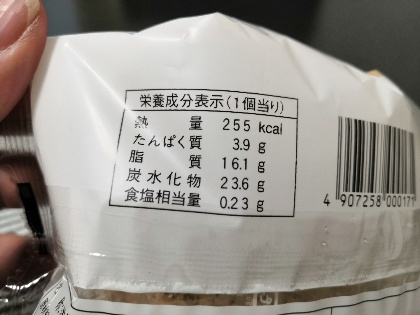 栄養成分表示(1個当り)
熱量 255 kcal
たんぱく質 3.9 g
脂質 16.1 g
炭水化物 23.6 g
食塩相当量 0.23 g
4 907258 000171